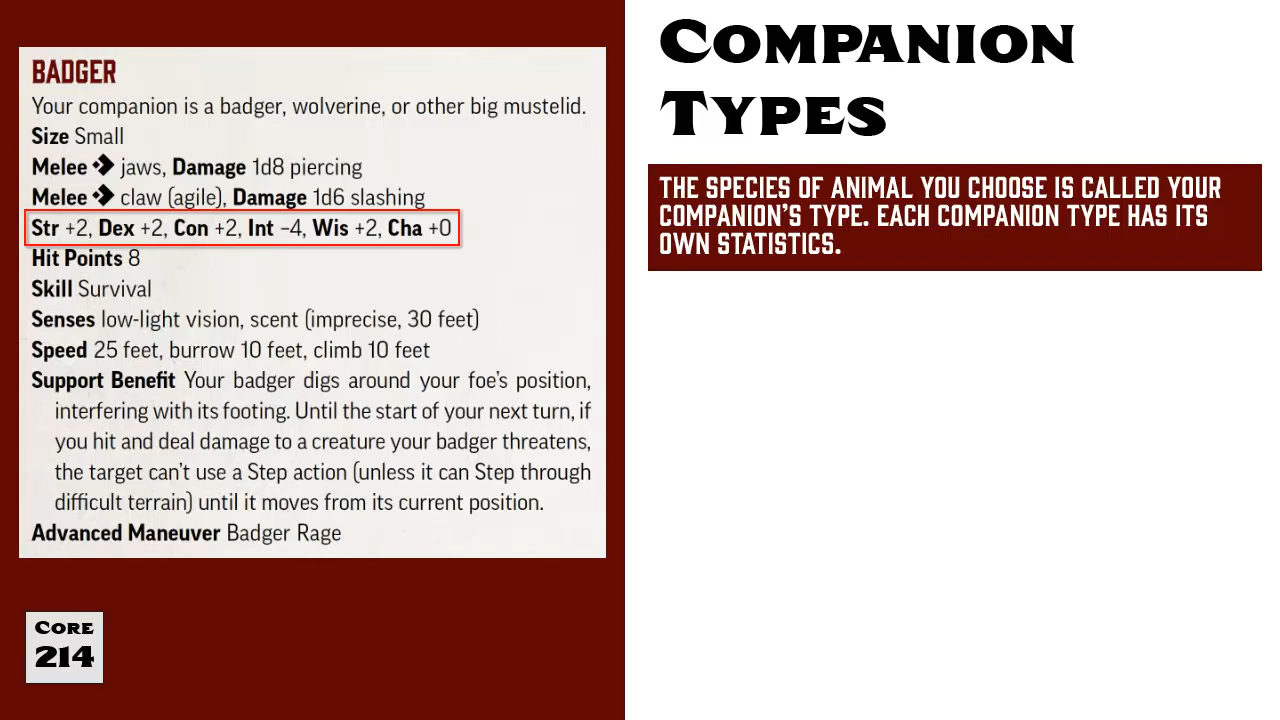 BADGER
Your companion is a badger, wolverine, or other big mustelid.
Size Small
Melee jaws, Damage 1d8 piercing
Melee claw (agile), Damage 1d6 slashing
Str +2, Dex +2, Con +2, Int –4, Wis +2, Cha +0
Hit Points 8
Skill Survival
Senses low-light vision, scent (imprecise, 30 feet)
Speed 25 feet, burrow 10 feet, climb 10 feet
Support Benefit Your badger digs around your foe's position,
interfering with its footing. Until the start of your next turn, if
you hit and deal damage to a creature your badger threatens,
the target can't use a Step action (unless it can Step through
difficult terrain) until it moves from its current position.
Advanced Maneuver Badger Rage
CORE
214
COMPANION
TYPES
THE SPECIES OF ANIMAL YOU CHOOSE IS CALLED YOUR
COMPANION'S TYPE. EACH COMPANION TYPE HAS ITS
OWN STATISTICS.